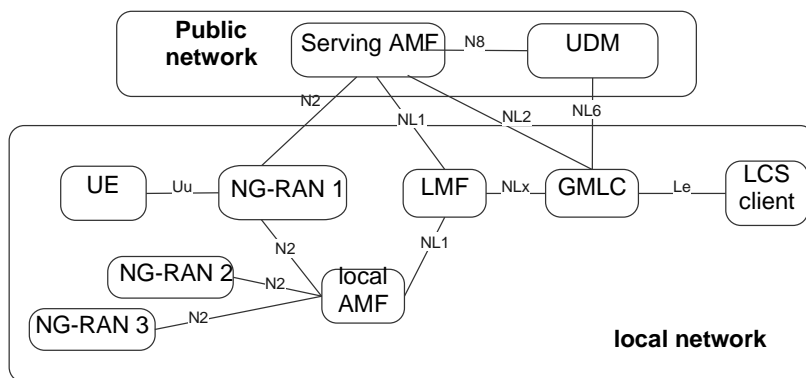 Public
network
Serving AMF
N8
UDM
N2
NL1
NL2
NL6
UE
Uu
NG-RAN 1
LMF
NLx
GMLC
Le
LCS
client
N2
NL1
NG-RAN 2
N2
local
AMF
NG-RAN 3
N2
local network